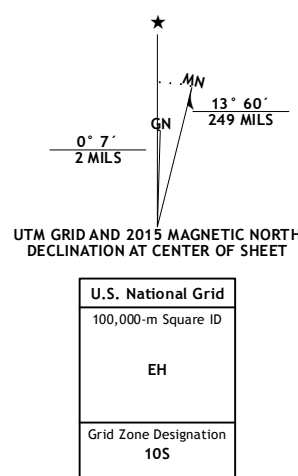 ★
MN
13° 60´
249 MILS
GN
0° 7´
2 MILS
UTM GRID AND 2015 MAGNETIC NORTH
DECLINATION AT CENTER OF SHEET
U.S. National Grid
100,000-m Square ID
EH
Grid Zone Designation
10S